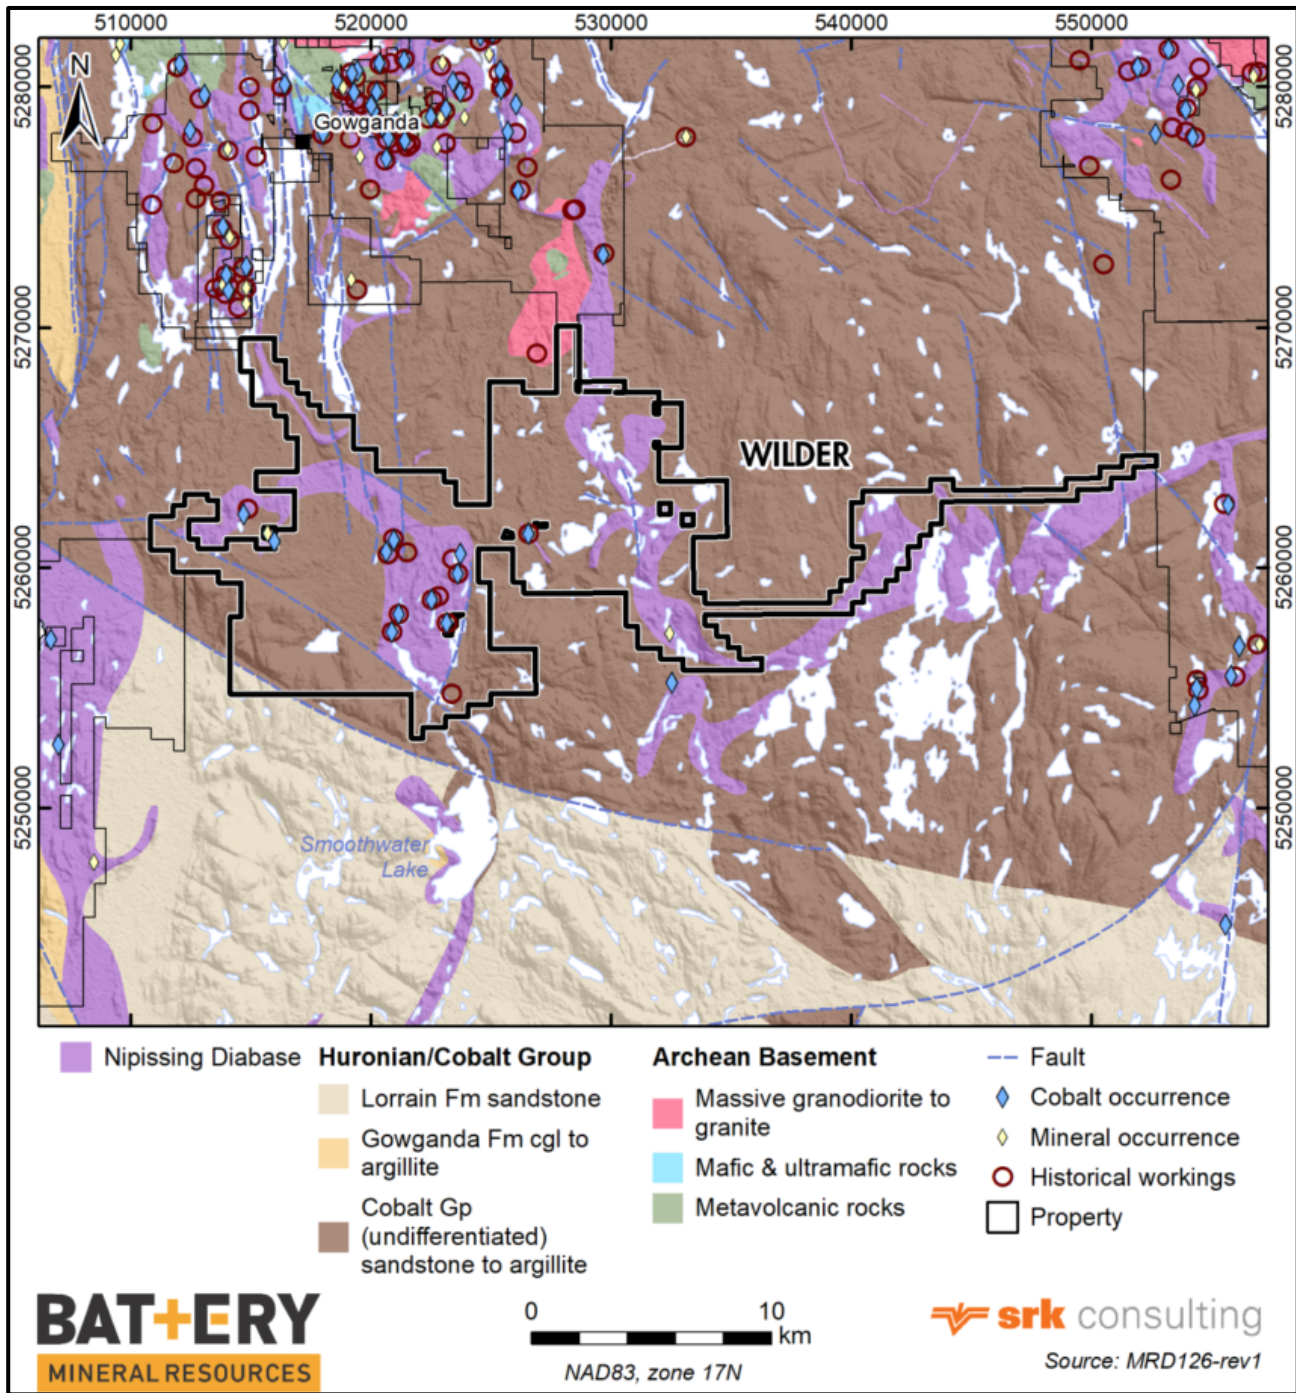 510000 520000 530000 540000 550000
5280000 5280000
N
Gowganda
5270000 5270000
WILDER
5260000 5260000
5250000 5250000
Smoothwater
Lake
Nipissing Diabase
Huronian/Cobalt Group
Lorrain Fm sandstone
Gowganda Fm cgl to
argillite
Cobalt Gp
(undifferentiated)
sandstone to argillite
Archean Basement
Massive granodiorite to
granite
Mafic & ultramafic rocks
Metavolcanic rocks
Fault
Cobalt occurrence
Mineral occurrence
Historical workings
Property
BATTERY
MINERAL RESOURCES
0 10
km
NAD83, zone 17N
srk consulting
Source: MRD126-rev1